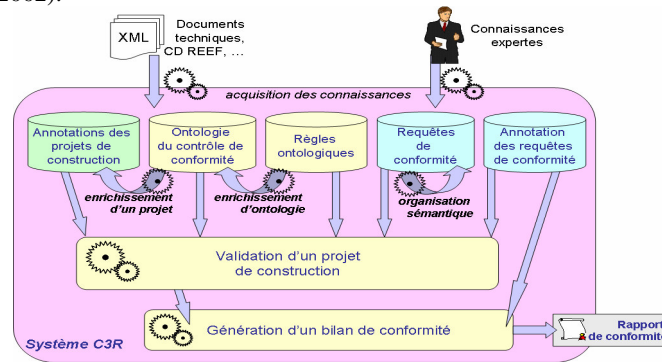 2002).
XML
Documents
techniques,
CD REEF, ...
Connaissances
expertes
acquisition des connaissances
Annotations des
projets de
construction
Ontologie
du contrôle de
conformité
Règles
ontologiques
Requêtes
de
conformité
Annotation
des requêtes
de conformité
enrichissement
d'un projet
enrichissement
d'ontologie
organisation
sémantique
Validation d'un projet
de construction
Génération d'un bilan de conformité
Système C3R
Rapport
de conformité